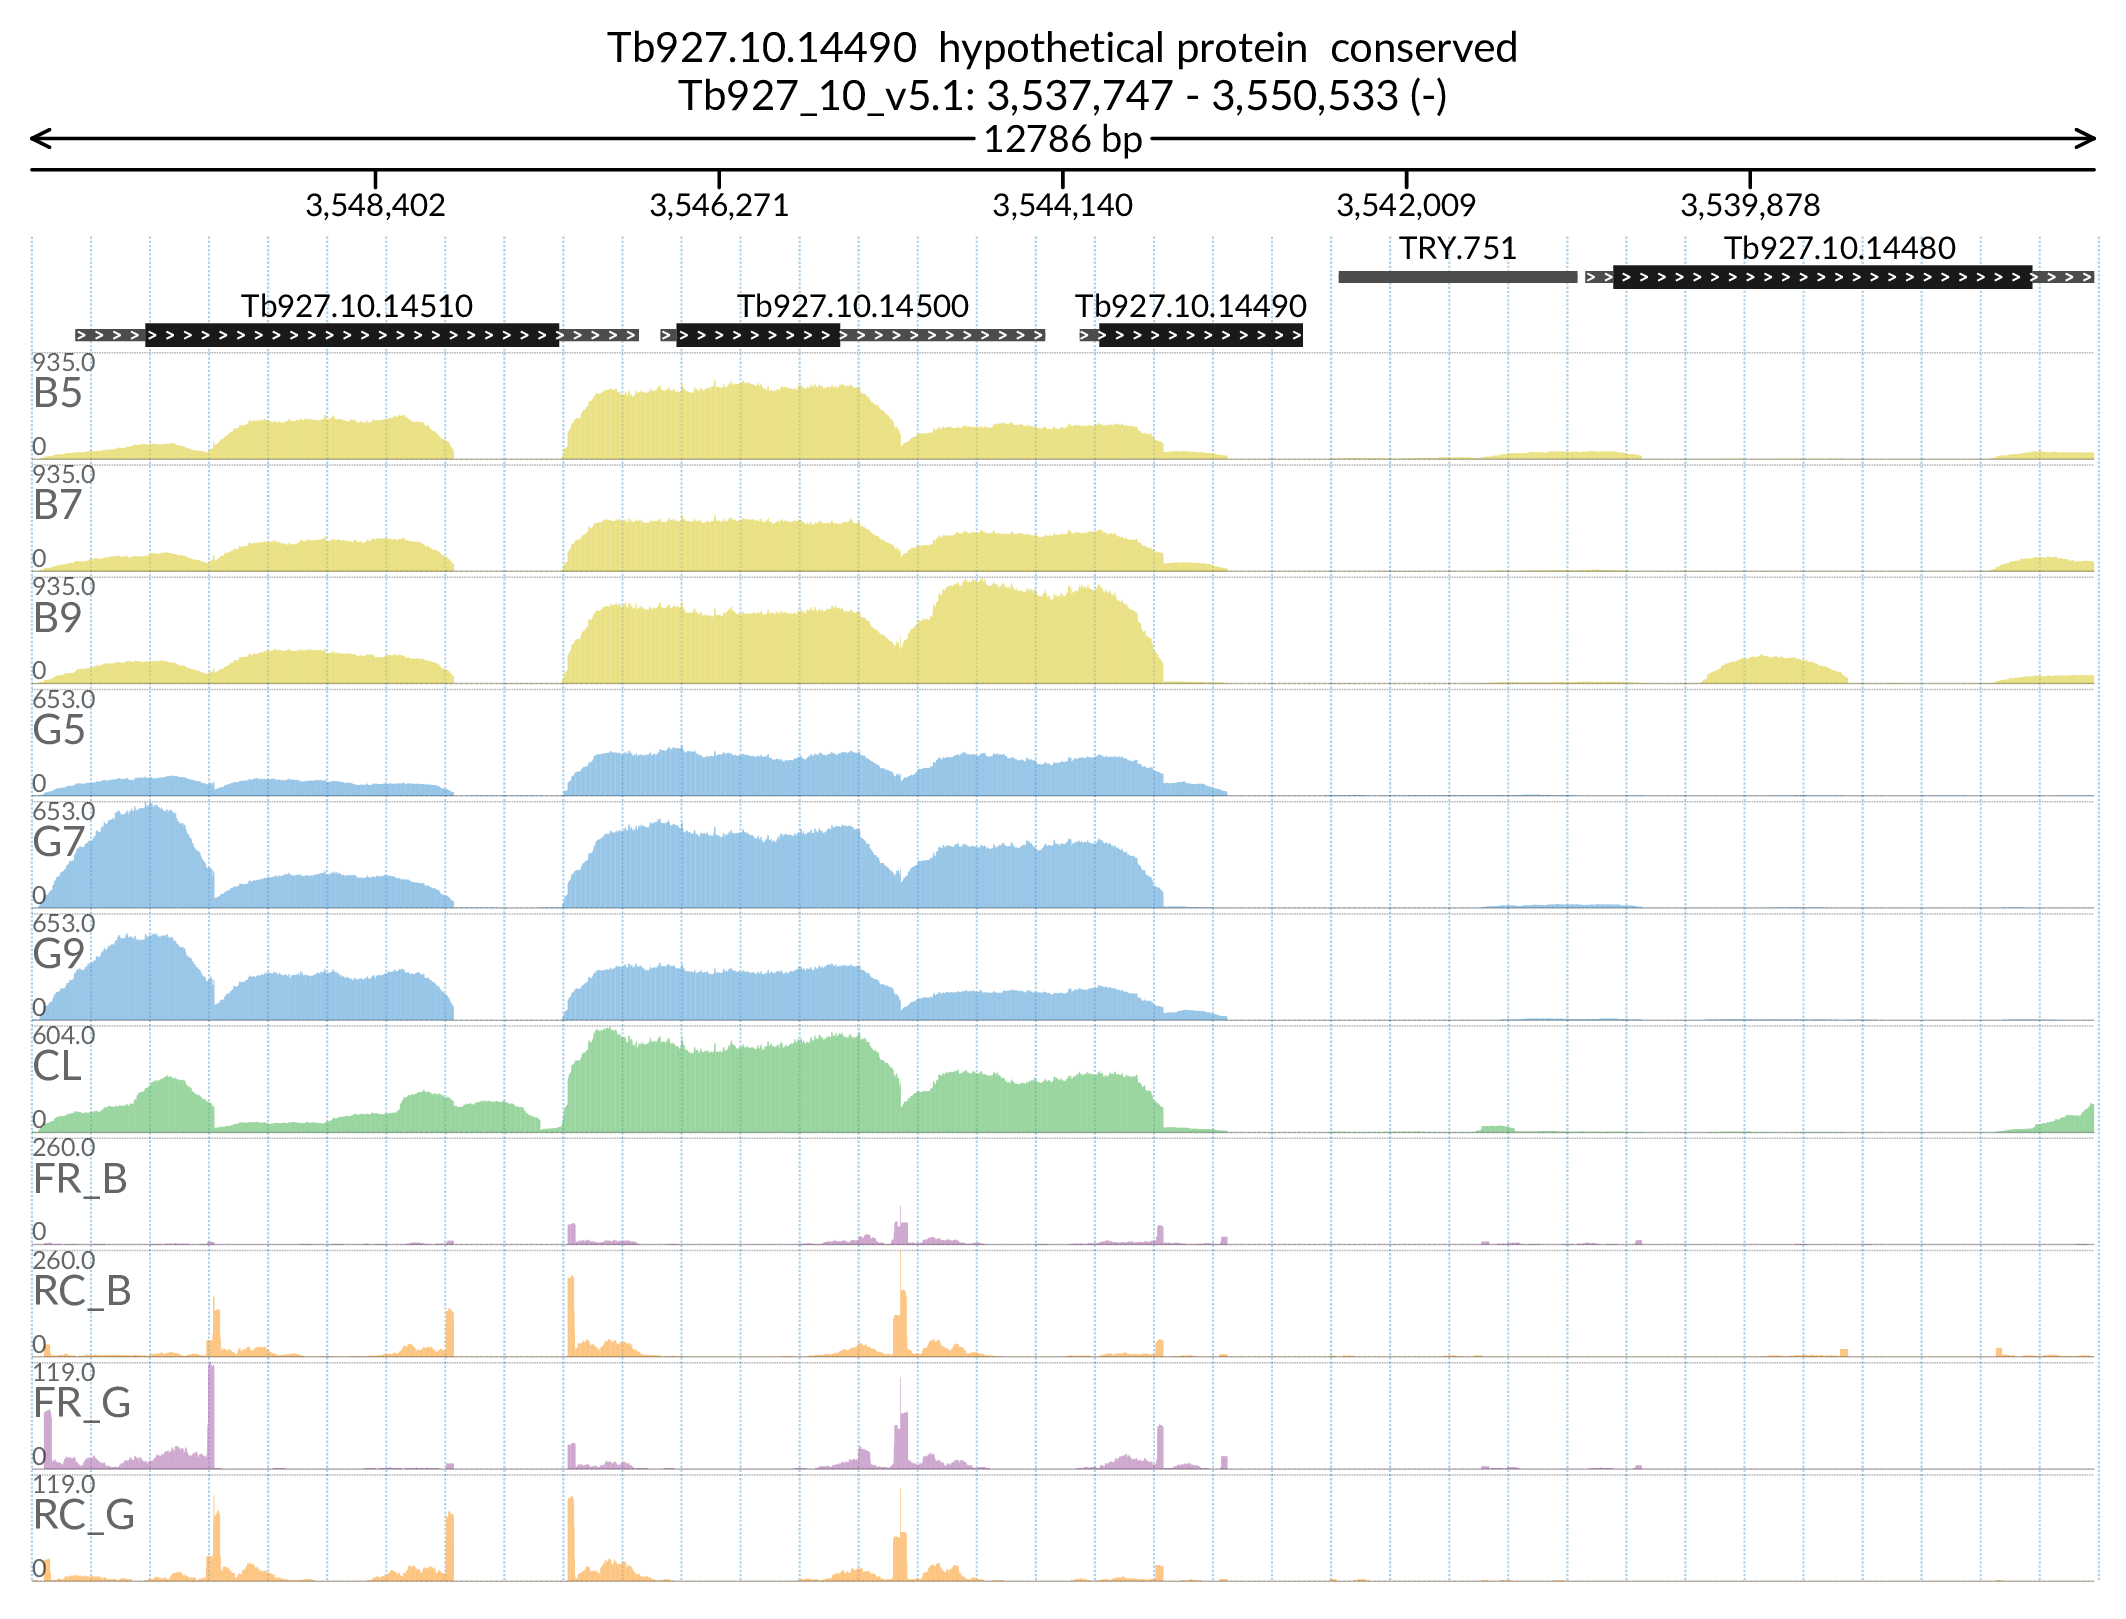 Tb927.10.14490  hypothetical protein  conserved
Tb927_10_v5.1: 3,537,747 - 3,550,533 (-)
12786 bp
3,548,402 3,546,271 3,544,140 3,542,009 3,539,878
TRY.751 Tb927.10.14480
Tb927.10.14510 Tb927.10.14500 Tb927.10.14490
935.0
B5
0
935.0
B7
0
935.0
B9
0
653.0
G5
0
653.0
G7
0
653.0
G9
0
604.0
CL
0
260.0
FR_B
0
260.0
RC_B
0
119.0
FR_G
0
119.0
RC_G
0